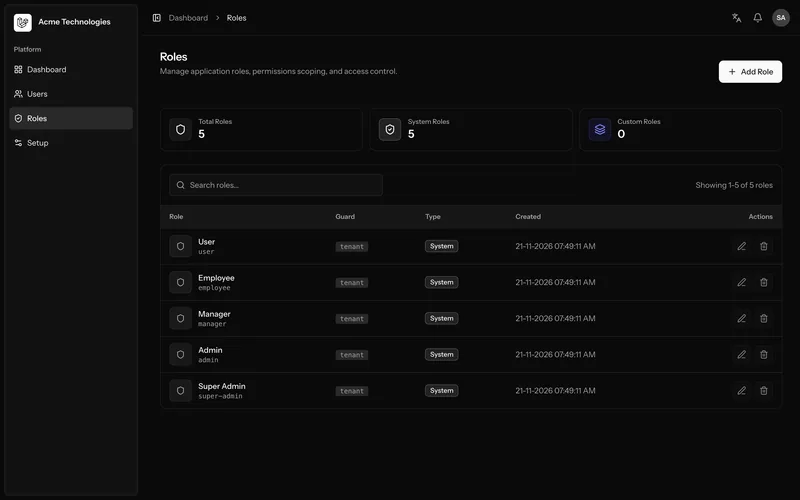 Acme Technologies
Platform
Dashboard
Users
Roles
Setup
Dashboard > Roles
SA
Roles
Manage application roles, permissions scoping, and access control.
+ Add Role
Total Roles
5
System Roles
5
Custom Roles
0
Search roles...
Showing 1-5 of 5 roles
Role Guard Type Created Actions
User
user
tenant System 21-11-2026 07:49:11 AM
Employee
employee
tenant System 21-11-2026 07:49:11 AM
Manager
manager
tenant System 21-11-2026 07:49:11 AM
Admin
admin
tenant System 21-11-2026 07:49:11 AM
Super Admin
super-admin
tenant System 21-11-2026 07:49:11 AM